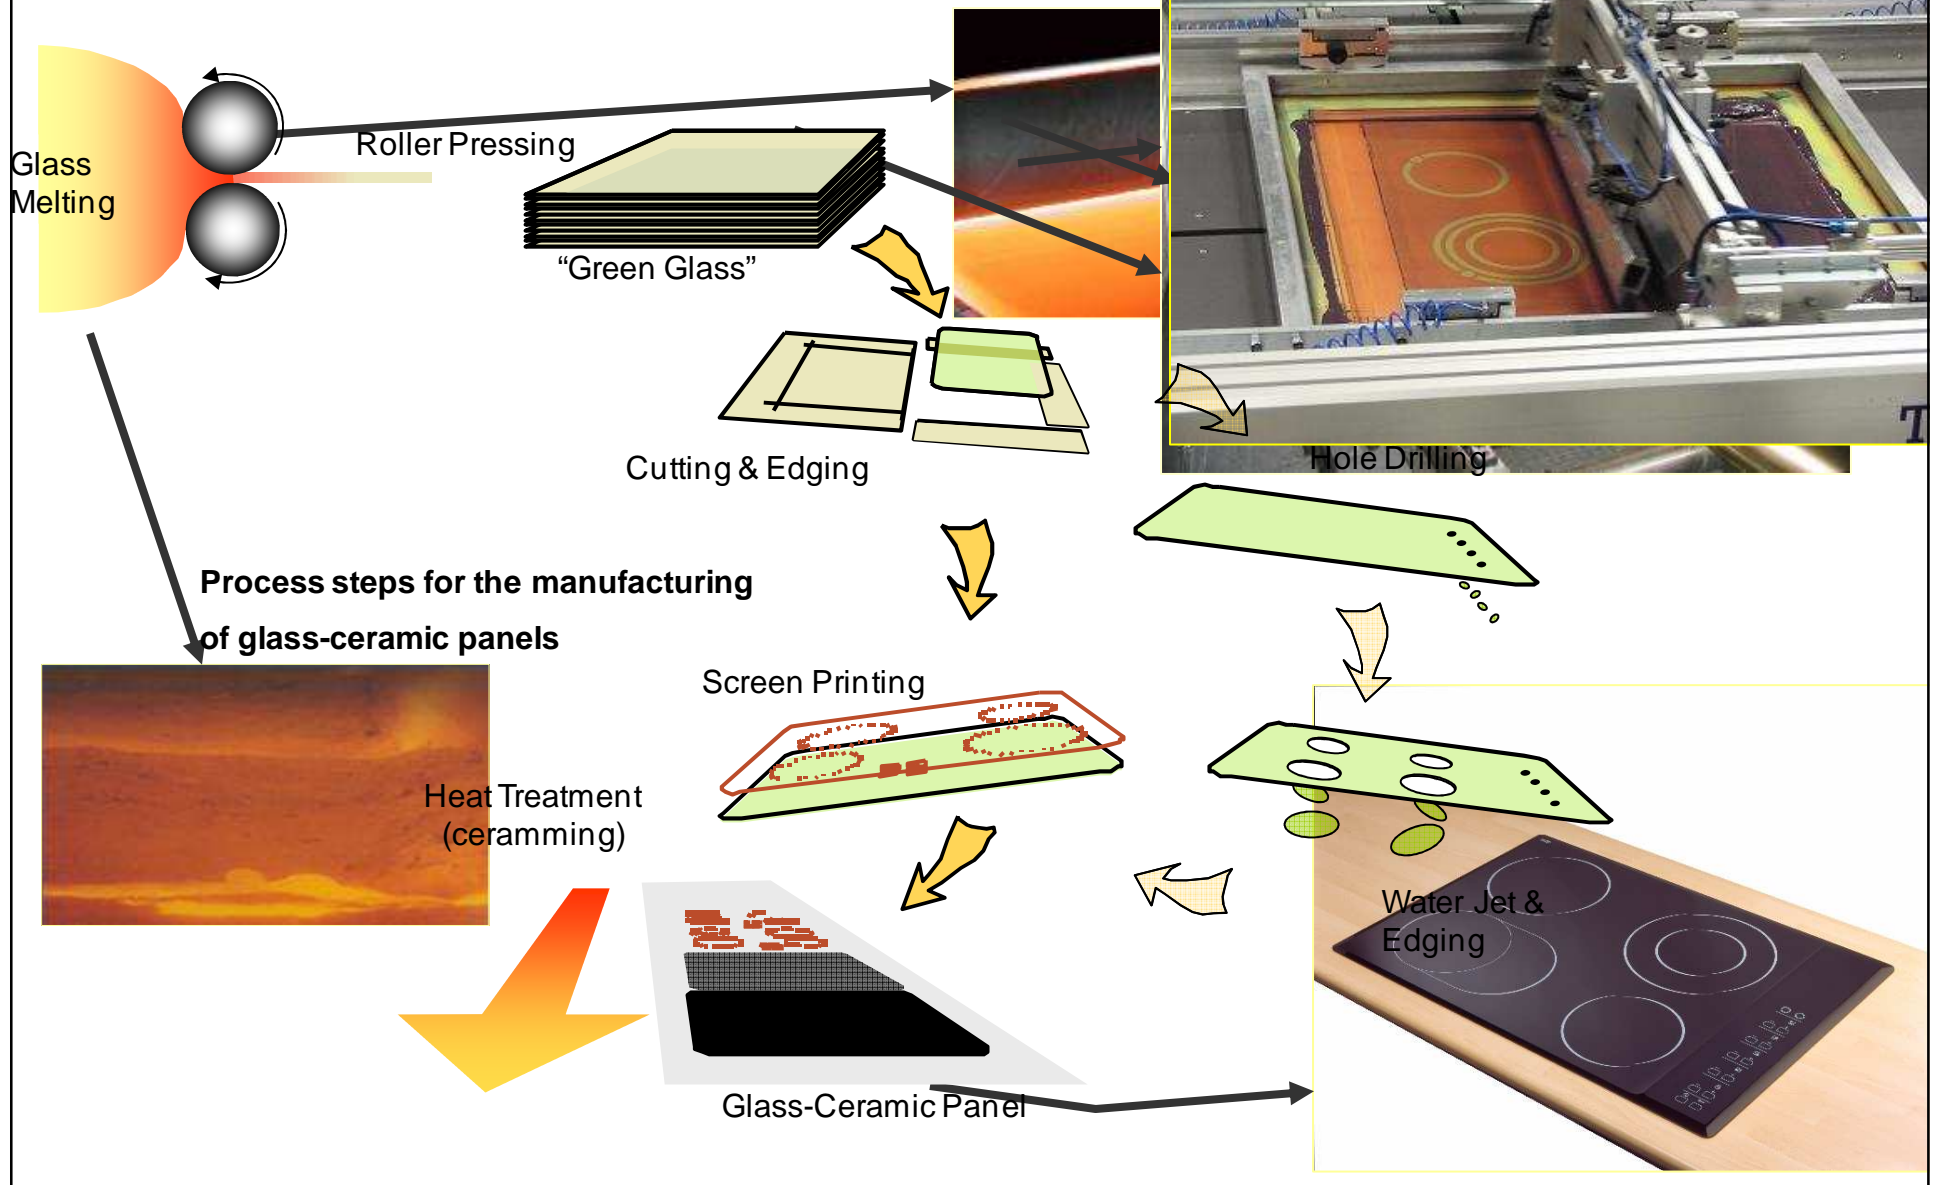 Glass
Melting
Roller Pressing
“Green Glass”
Cutting & Edging
Hole Drilling
T
Process steps for the manufacturing
of glass-ceramic panels
Screen Printing
Heat Treatment
(ceramming)
Water Jet &
Edging
Glass-Ceramic Panel